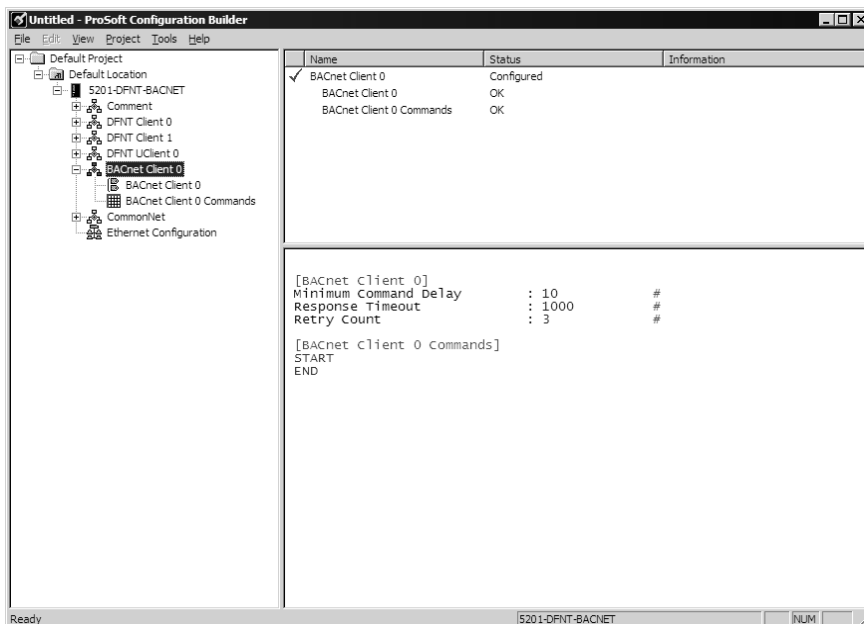 Untitled - ProSoft Configuration Builder
File Edit View Project Tools Help
Default Project
Default Location
5201-DFNT-BACNET
Comment
DFNT Client 0
DFNT Client 1
DFNT UClient 0
BACnet Client 0
BACnet Client 0
BACnet Client 0 Commands
CommonNet
Ethernet Configuration
Name Status Information
BACnet Client 0 Configured
BACnet Client 0 OK
BACnet Client 0 Commands OK
[BACnet Client 0]
Minimum Command Delay : 10 #
Response Timeout : 1000 #
Retry Count : 3 #
[BACnet Client 0 Commands]
START
END
Ready 5201-DFNT-BACNET NUM